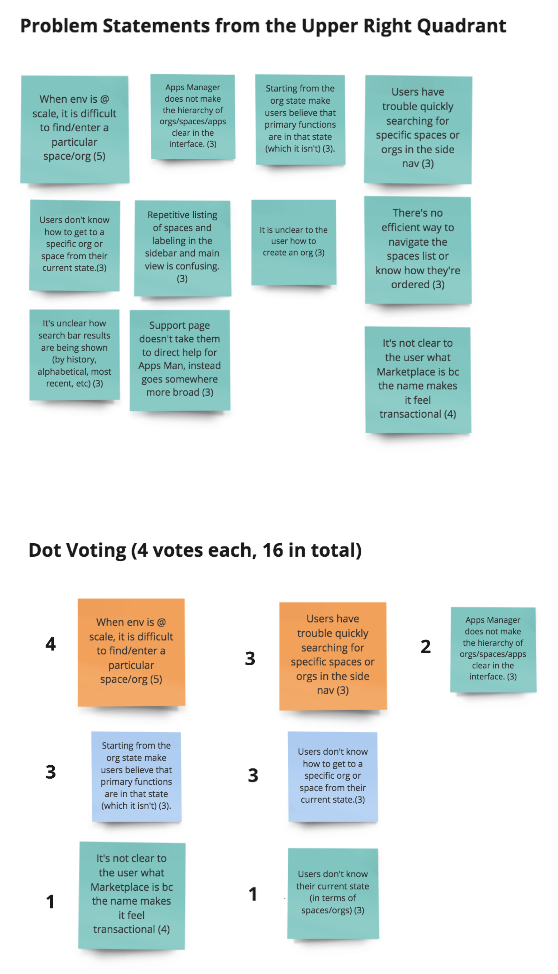 Problem Statements from the Upper Right Quadrant
When env is @
scale, it is difficult
to find/enter a
particular
space/org (5)
Apps Manager
does not make
the hierarchy of
orgs/spaces/apps
clear in the
interface. (3)
Starting from the
org state make
users believe that
primary functions
are in that state
(which it isn't) (3).
Users have
trouble quickly
searching for
specific spaces or
orgs in the side
nav (3)
Users don't know
how to get to a
specific org or
space from their
current state.(3)
Repetitive listing
of spaces and
labeling in the
sidebar and main
view is confusing.
(3)
It is unclear to the
user how to
create an org (3)
There's no
efficient way to
navigate the
spaces list or
know how they're
ordered (3)
It's unclear how
search bar results
are being shown
(by history,
alphabetical, most
recent, etc) (3)
Support page
doesn't take them
to direct help for
Apps Man, instead
goes somewhere
more broad (3)
It's not clear to
the user what
Marketplace is bc
the name makes
it feel
transactional (4)
Dot Voting (4 votes each, 16 in total)
4
When env is @
scale, it is difficult
to find/enter a
particular
space/org (5)
3
Users have
trouble quickly
searching for
specific spaces or
orgs in the side
nav (3)
2
Apps Manager
does not make
the hierarchy of
orgs/spaces/apps
clear in the
interface. (3)
3
Starting from the
org state make
users believe that
primary functions
are in that state
(which it isn't) (3).
3
Users don't know
how to get to a
specific org or
space from their
current state.(3)
1
It's not clear to
the user what
Marketplace is bc
the name makes
it feel
transactional (4)
1
Users don't know
their current state
(in terms of
spaces/orgs) (3)